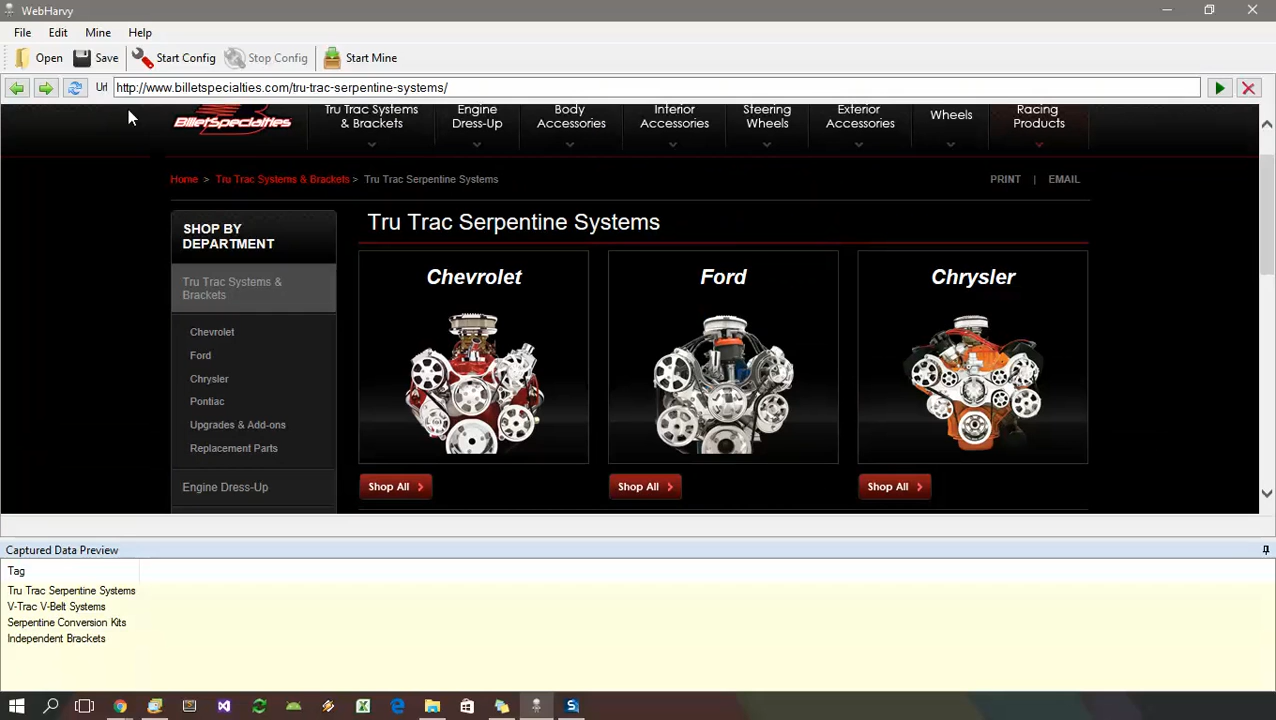 WebHarvy
File Edit Mine Help
Open Save Start Config Stop Config Start Mine
Url http://www.billetspecialties.com/tru-trac-serpentine-systems/
BilletSpecialties
Tru Trac Systems
& Brackets
Engine
Dress-Up
Body
Accessories
Interior
Accessories
Steering
Wheels
Exterior
Accessories
Wheels
Racing
Products
Home > Tru Trac Systems & Brackets > Tru Trac Serpentine Systems
PRINT | EMAIL
SHOP BY
DEPARTMENT
Tru Trac Systems &
Brackets
Chevrolet
Ford
Chrysler
Pontiac
Upgrades & Add-ons
Replacement Parts
Engine Dress-Up
Tru Trac Serpentine Systems
Chevrolet
Ford
Chrysler
Shop All
Shop All
Shop All
Captured Data Preview
Tag
Tru Trac Serpentine Systems
V-Trac V-Belt Systems
Serpentine Conversion Kits
Independent Brackets